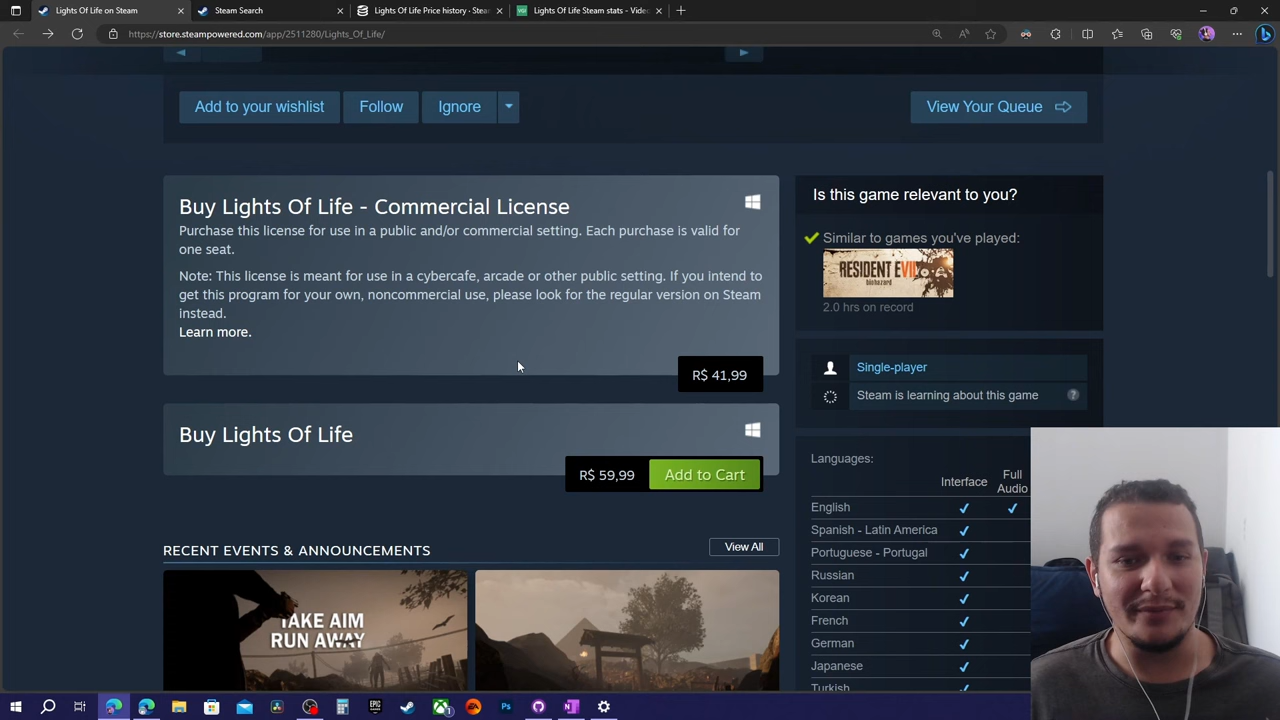 Lights Of Life on Steam
Steam Search
Lights Of Life Price history · S
Lights Of Life Steam stats - Vide
https://store.steampowered.com/app/2511280/Lights_Of_Life/
Add to your wishlist
Follow
Ignore
View Your Queue
Buy Lights Of Life - Commercial License
Purchase this license for use in a public and/or commercial setting. Each purchase is valid for
one seat.
Note: This license is meant for use in a cybercafe, arcade or other public setting. If you intend to
get this program for your own, noncommercial use, please look for the regular version on Steam
instead.
Learn more.
R$ 41,99
Buy Lights Of Life
R$ 59,99
Add to Cart
RECENT EVENTS & ANNOUNCEMENTS
View All
TAKE AIM
RUN AWAY
Is this game relevant to you?
Similar to games you've played:
RESIDENT EVIL
biohazard
2.0 hrs on record
Single-player
Steam is learning about this game
?
Languages:
Interface
Full
Audio
English
Spanish - Latin America
Portuguese - Portugal
Russian
Korean
French
German
Japanese
Turkish